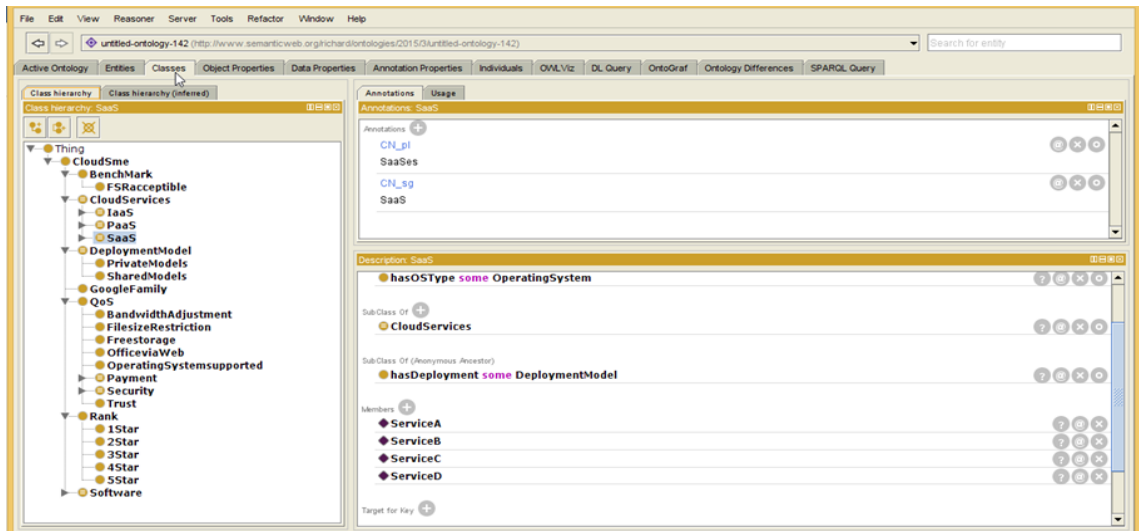 File Edit View Reasoner Server Tools Refactor Window Help
untitled-ontology-142 (http://www.semanticweb.org/richard/ontologies/2015/3/untitled-ontology-142)
Search for entity
Active Ontology Entities Classes Object Properties Data Properties Annotation Properties Individuals OWLViz DL Query OntoGraf Ontology Differences SPARQL Query
Class hierarchy Class hierarchy (inferred)
Class hierarchy: SaaS
Thing
CloudSme
BenchMark
FSRacceptible
CloudServices
IaaS
PaaS
SaaS
DeploymentModel
PrivateModels
SharedModels
GoogleFamily
QoS
BandwidthAdjustment
FilesizeRestriction
Freestorage
OfficeviaWeb
OperatingSystemsupported
Payment
Security
Trust
Rank
1Star
2Star
3Star
4Star
5Star
Software
Annotations Usage
Annotations: SaaS
Annotations
CN_pl
SaaSes
CN_sg
SaaS
Description: SaaS
hasOSType some OperatingSystem
SubClass Of
CloudServices
SubClass Of (Anonymous Ancestor)
hasDeployment some DeploymentModel
Members
ServiceA
ServiceB
ServiceC
ServiceD
Target for Key